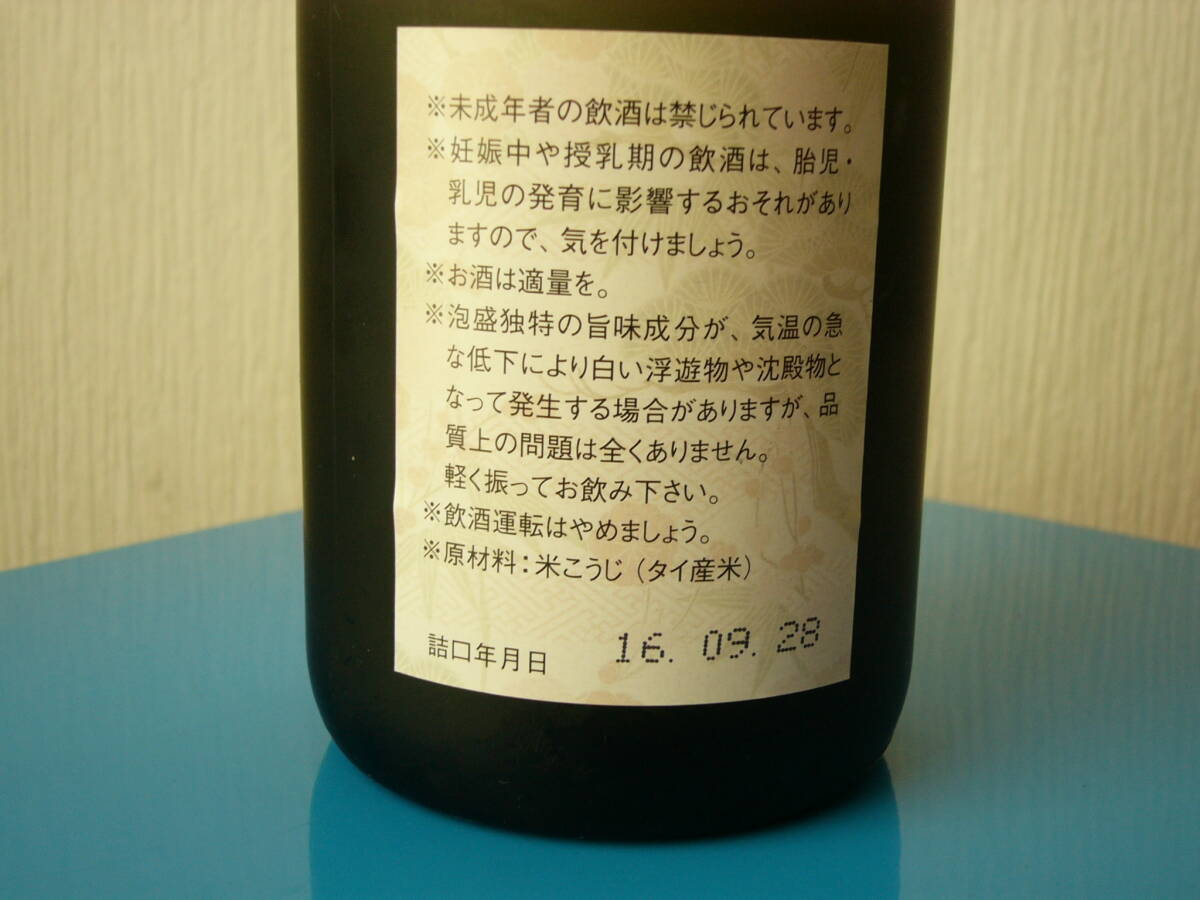 ※未成年者の飲酒は禁じられています。
※妊娠中や授乳期の飲酒は、胎児・
乳児の発育に影響するおそれがあり
ますので、気を付けましょう。
※お酒は適量を。
※泡盛独特の旨味成分が、気温の急
な低下により白い浮遊物や沈殿物と
なって発生する場合がありますが、品
質上の問題は全くありません。
軽く振ってお飲み下さい。
※飲酒運転はやめましょう。
※原材料：米こうじ（タイ産米）
詰口年月日 16. 09. 28